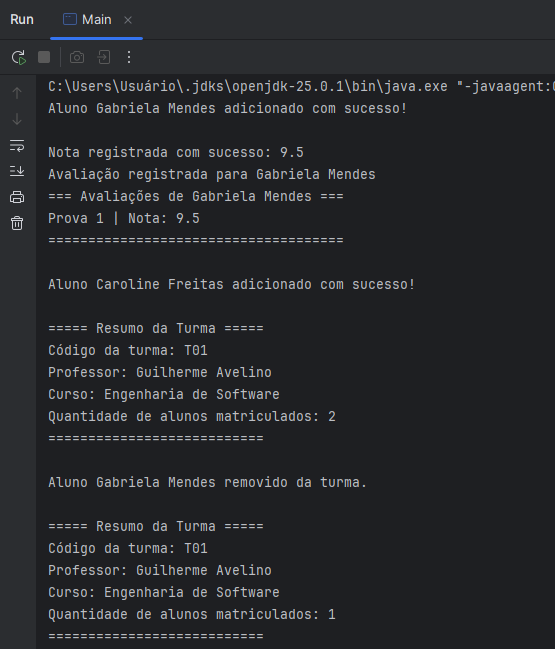 Run Main
C:\Users\Usuário\.jdks\openjdk-25.0.1\bin\java.exe "-javaagent:
Aluno Gabriela Mendes adicionado com sucesso!
Nota registrada com sucesso: 9.5
Avaliação registrada para Gabriela Mendes
=== Avaliações de Gabriela Mendes ===
Prova 1 | Nota: 9.5
=====================================
Aluno Caroline Freitas adicionado com sucesso!
===== Resumo da Turma =====
Código da turma: T01
Professor: Guilherme Avelino
Curso: Engenharia de Software
Quantidade de alunos matriculados: 2
===========================
Aluno Gabriela Mendes removido da turma.
===== Resumo da Turma =====
Código da turma: T01
Professor: Guilherme Avelino
Curso: Engenharia de Software
Quantidade de alunos matriculados: 1
===========================